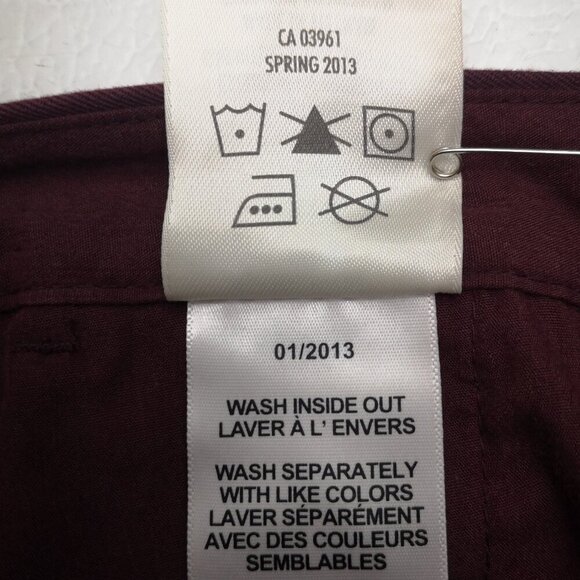 CA 03961
SPRING 2013
01/2013
WASH INSIDE OUT
LAVER À L' ENVERS
WASH SEPARATELY
WITH LIKE COLORS
LAVER SÉPARÉMENT
AVEC DES COULEURS
SEMBLABLES